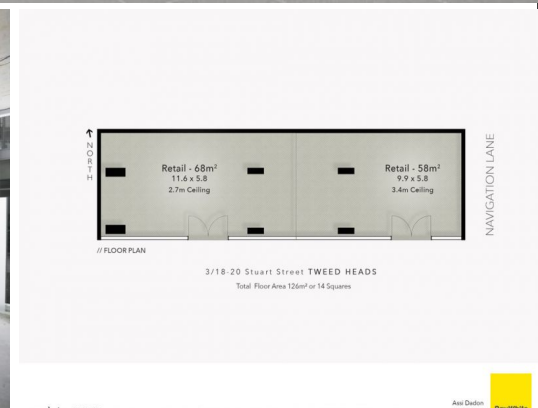 NORTH
Retail - 68m²
11.6 x 5.8
2.7m Ceiling
Retail - 58m²
9.9 x 5.8
3.4m Ceiling
NAVIGATION LANE
// FLOOR PLAN
3/18-20 Stuart Street TWEED HEADS
Total Floor Area 126m² or 14 Squares
Assi Dadon
RayWhite